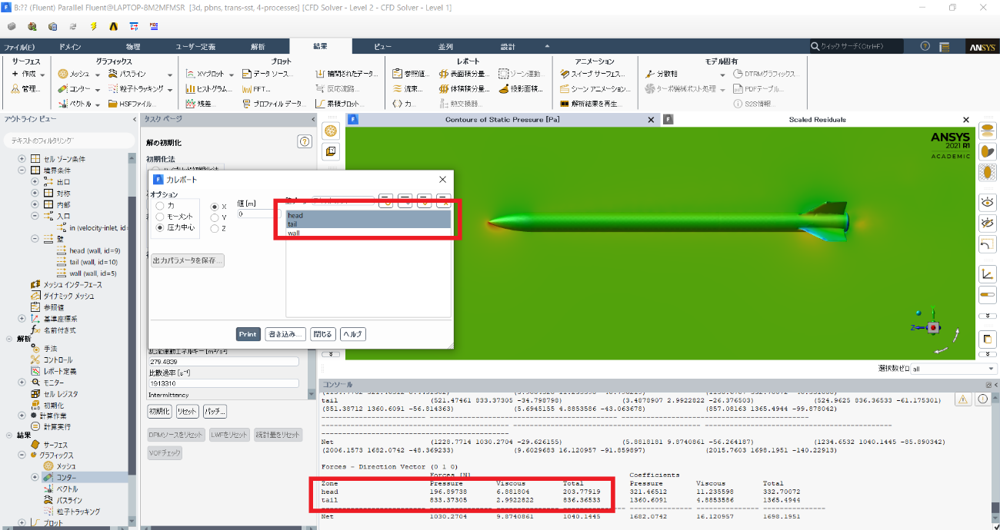 B:?? (Fluent) Parallel Fluent@LAPTOP-8M2MFMSR [3d, pbns, trans-sst, 4-processes] [CFD Solver - Level 2 - CFD Solver - Level 1]
ファイル(F) ドメイン 物理 ユーザー定義 解析 結果 ビュー 並列 設計 クイック サーチ(Ctrl+F) ANSYS
サーフェス グラフィックス プロット レポート アニメーション モデル固有
作成 メッシュ パスライン XYプロット データ ソース... 補間されたデータ... 参照値... 表面積分量... ゾーン運動... スイープ サーフェス... 分散相 DTRMグラフィックス...
管理... コンター 粒子トラッキング ヒストグラム... FFT... 反応流路... 流束... 体積積分量... 投影面積... シーン アニメーション... ターボ機械ポスト処理 PDFテーブル...
ベクトル HSFファイル... 残差... プロファイル データ... 累積プロット... 力... 熱交換器... 解析結果を再生... S2S情報...
アウトライン ビュー
テキストのフィルタリング
セル ゾーン条件
境界条件
出口
対称
内部
入口
in (velocity-inlet, id=
壁
head (wall, id=9)
tail (wall, id=10)
wall (wall, id=5)
メッシュ インターフェース
ダイナミック メッシュ
参照値
基準座標系
名前付き式
解析
手法
コントロール
レポート定義
モニター
セル レジスタ
初期化
計算作業
計算実行
結果
サーフェス
グラフィックス
メッシュ
コンター
ベクトル
パスライン
粒子トラッキング
プロット
タスク ページ
解の初期化
初期化法
力レポート
オプション
力
モーメント
圧力中心
X
Y
Z
値 [m]
0
head
tail
wall
出力パラメータを保存...
Print 書き込み... 閉じる ヘルプ
乱流運動エネルギー [m²/s²]
279.4839
比散逸率 [s⁻¹]
1913310
Intermittency
初期化 リセット パッチ...
DPMソースをリセット LWFをリセット 統計量をリセット
VOFチェック
Contours of Static Pressure [Pa] Scaled Residuals
ANSYS
2021 R1
ACADEMIC
Y
Z
選択数ゼロ all
コンソール
tail (521.47461 833.37305 -34.798798) (3.4878907 2.9922822 -26.376503) (524.9625 836.36533 -61.175301)
(851.38712 1360.6091 -56.814363) (5.6945155 4.8853586 -43.063678) (857.08163 1365.4944 -99.878042)
Net (1228.7714 1030.2704 -29.626155) (5.8818181 9.8740861 -56.264187) (1234.6532 1040.1445 -85.890342)
(2006.1573 1682.0742 -48.369233) (9.6029683 16.120957 -91.859897) (2015.7603 1698.1951 -140.22913)
Forces - Direction Vector (0 1 0)
Forces [N] Coefficients
Zone Pressure Viscous Total Pressure Viscous Total
head 196.89738 6.881804 203.77919 321.46512 11.235598 332.70072
tail 833.37305 2.9922822 836.36533 1360.6091 4.8853586 1365.4944
Net 1030.2704 9.8740861 1040.1445 1682.0742 16.120957 1698.1951